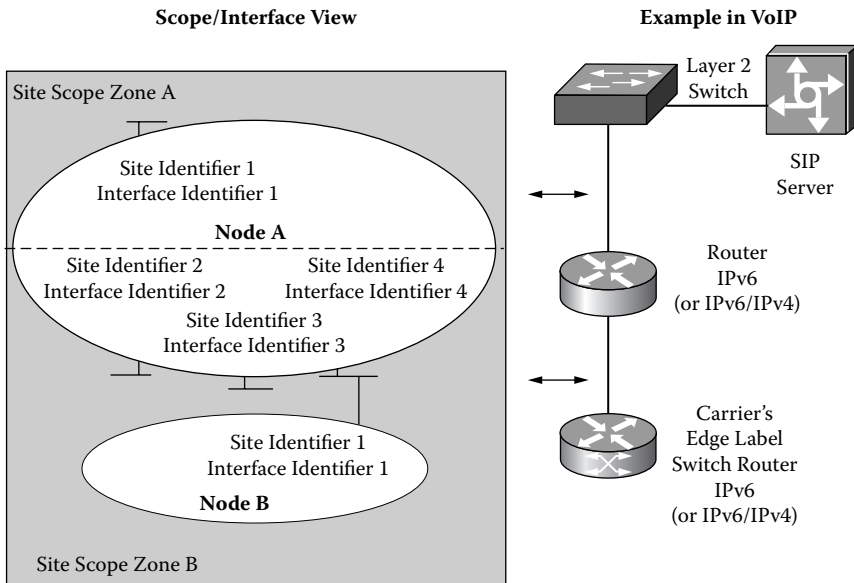 Scope/Interface View
Site Scope Zone A
Site Identifier 1
Interface Identifier 1
Node A
Site Identifier 2
Interface Identifier 2
Site Identifier 4
Interface Identifier 4
Site Identifier 3
Interface Identifier 3
Site Identifier 1
Interface Identifier 1
Node B
Site Scope Zone B
Example in VoIP
Layer 2
Switch
SIP
Server
Router
IPv6
(or IPv6/IPv4)
Carrier’s
Edge Label
Switch Router
IPv6
(or IPv6/IPv4)